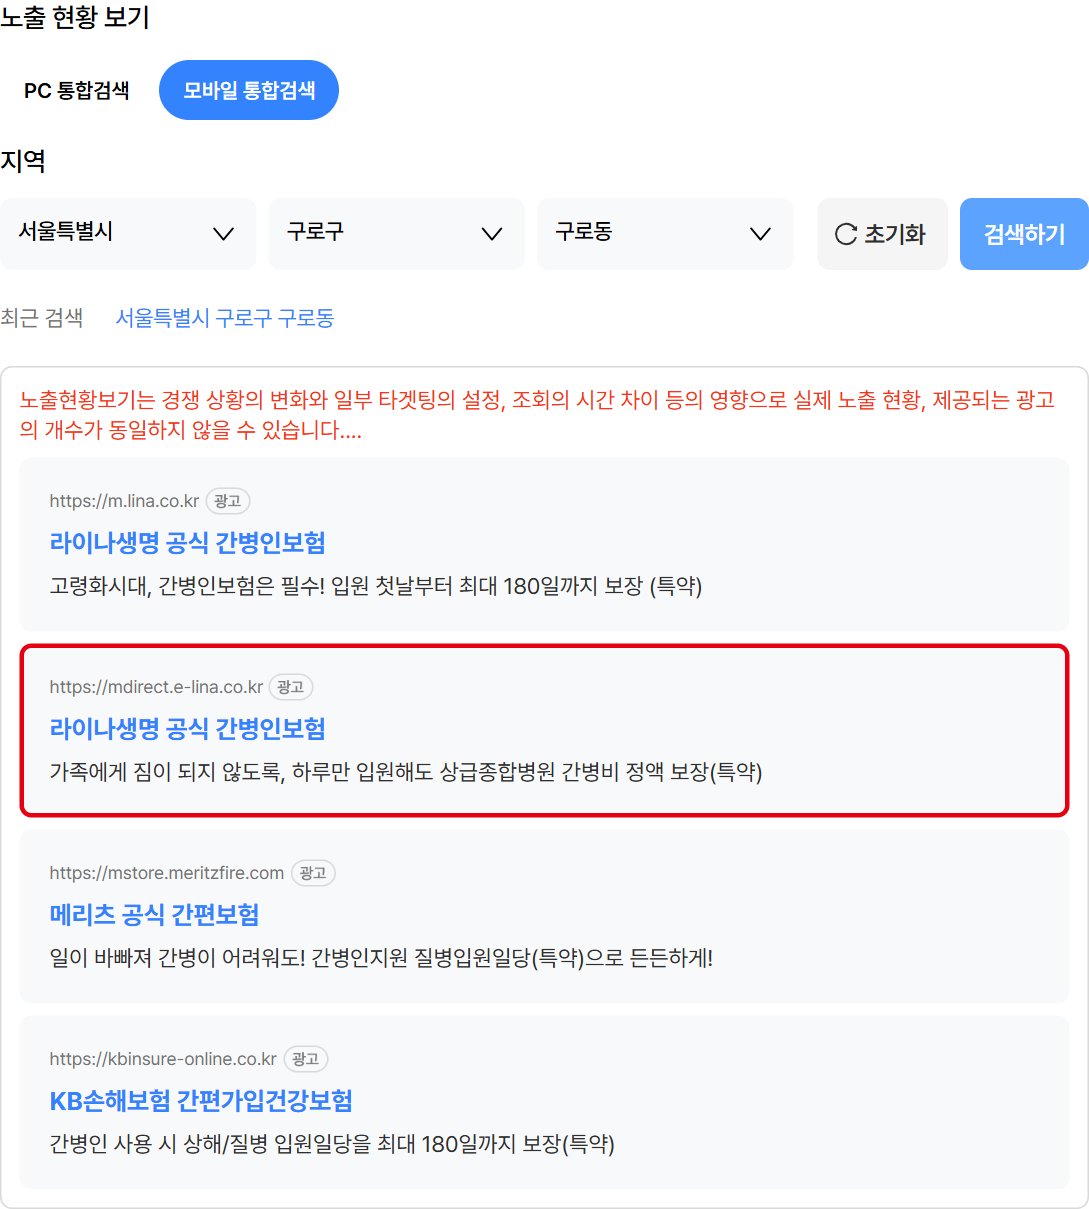 노출 현황 보기
PC 통합검색
모바일 통합검색
지역
서울특별시
구로구
구로동
초기화
검색하기
최근 검색
서울특별시 구로구 구로동
노출현황보기는 경쟁 상황의 변화와 일부 타겟팅의 설정, 조회의 시간 차이 등의 영향으로 실제 노출 현황, 제공되는 광고
의 개수가 동일하지 않을 수 있습니다....
https://m.lina.co.kr 광고
라이나생명 공식 간병인보험
고령화시대, 간병인보험은 필수! 입원 첫날부터 최대 180일까지 보장 (특약)
https://mdirect.e-lina.co.kr 광고
라이나생명 공식 간병인보험
가족에게 짐이 되지 않도록, 하루만 입원해도 상급종합병원 간병비 정액 보장(특약)
https://mstore.meritzfire.com 광고
메리츠 공식 간편보험
일이 바빠져 간병이 어려워도! 간병인지원 질병입원일당(특약)으로 든든하게!
https://kbinsure-online.co.kr 광고
KB손해보험 간편가입건강보험
간병인 사용 시 상해/질병 입원일당을 최대 180일까지 보장(특약)